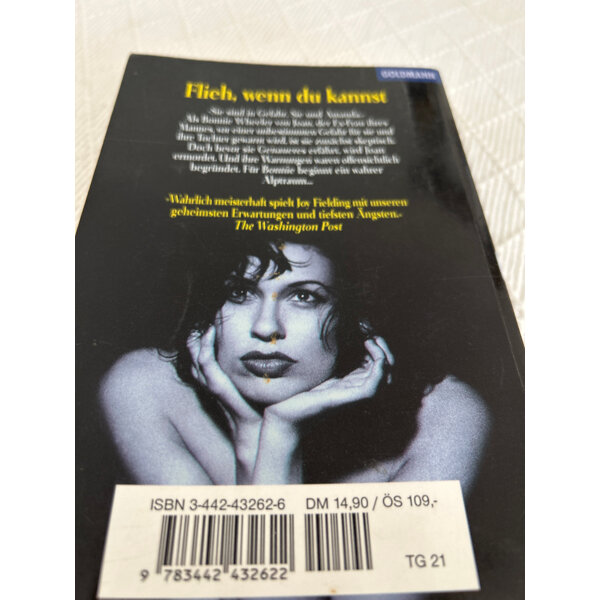 GOLDMANN
Flieh, wenn du kannst
»Sie sind in Gefahr. Sie und Amanda.«
Als Bonnie Wheeler von Joan, der Ex-Frau ihres
Mannes, vor einer unbestimmten Gefahr für sie und
ihre Tochter gewarnt wird, ist sie zunächst skeptisch.
Doch bevor sie Genaueres erfährt, wird Joan
ermordet. Und ihre Warnungen waren offensichtlich
begründet. Für Bonnie beginnt ein wahrer
Alptraum...
»Wahrlich meisterhaft spielt Joy Fielding mit unseren
geheimsten Erwartungen und tiefsten Ängsten.«
The Washington Post
ISBN 3-442-43262-6
DM 14,90 / ÖS 109,-
TG 21
9 783442 432622